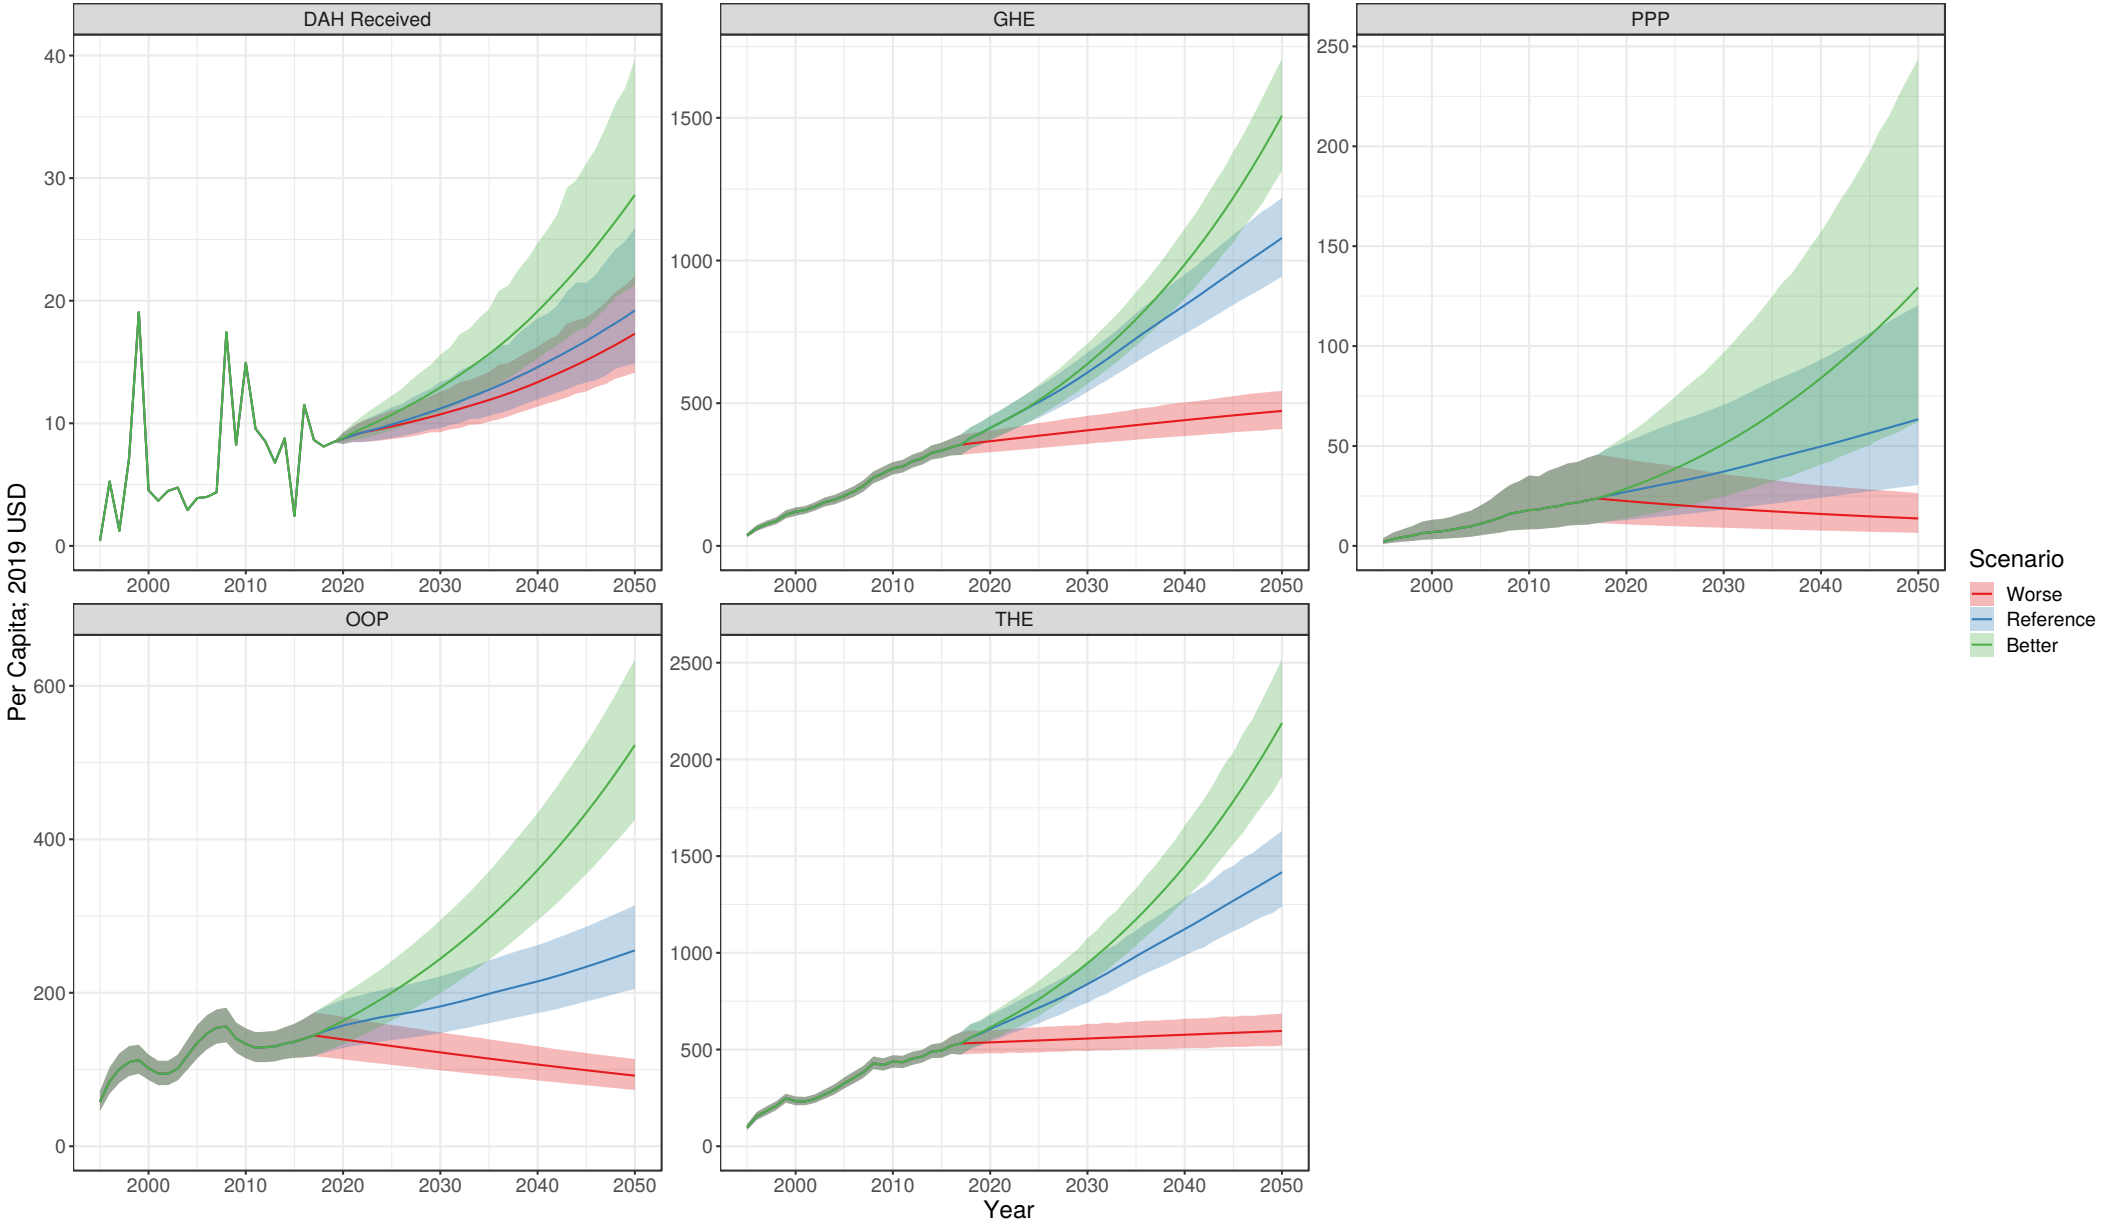 DAH Received
GHE
PPP
40
30
20
10
0
1500
1000
500
0
250
200
150
100
50
0
2000 2010 2020 2030 2040 2050
2000 2010 2020 2030 2040 2050
2000 2010 2020 2030 2040 2050
OOP
THE
600
400
200
0
2500
2000
1500
1000
500
0
2000 2010 2020 2030 2040 2050
2000 2010 2020 2030 2040 2050
Per Capita; 2019 USD
Year
Scenario
Worse
Reference
Better